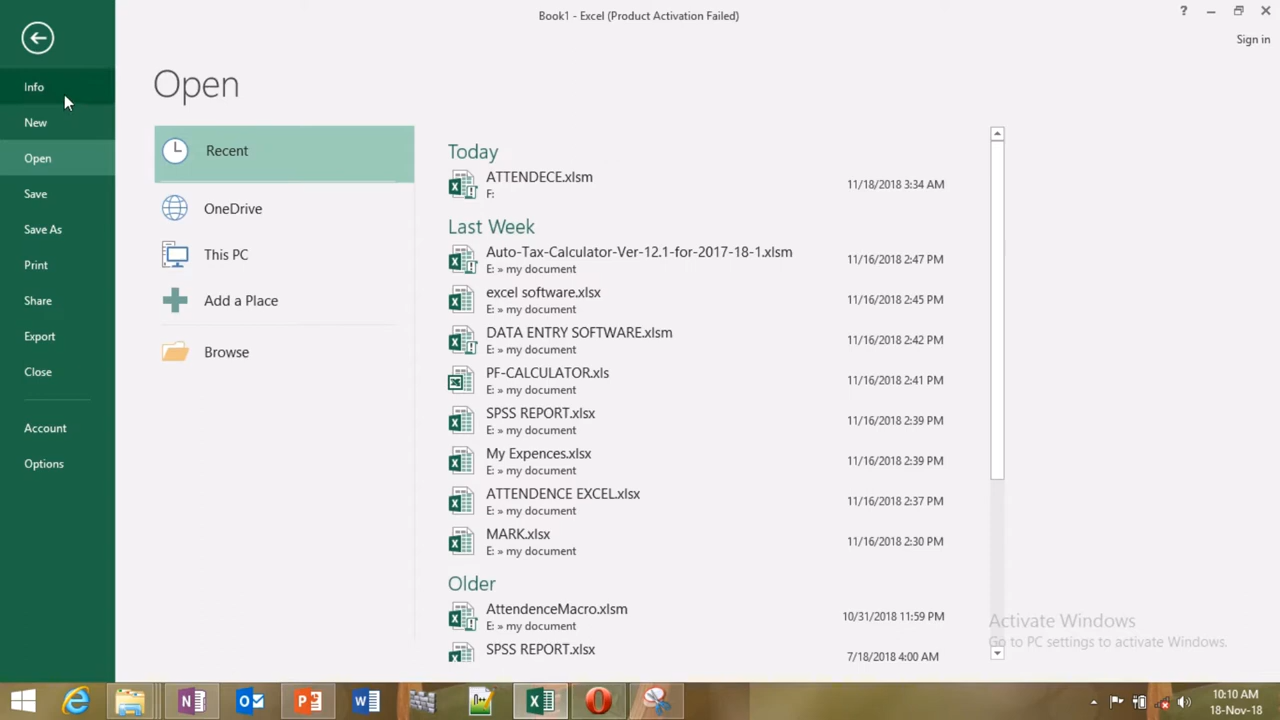 Book1 - Excel (Product Activation Failed)
?
Sign in
Info
New
Open
Save
Save As
Print
Share
Export
Close
Account
Options
Open
Recent
OneDrive
This PC
Add a Place
Browse
Today
ATTENDECE.xlsm 11/18/2018 3:34 AM
F:
Last Week
Auto-Tax-Calculator-Ver-12.1-for-2017-18-1.xlsm 11/16/2018 2:47 PM
E: » my document
excel software.xlsx 11/16/2018 2:45 PM
E: » my document
DATA ENTRY SOFTWARE.xlsm 11/16/2018 2:42 PM
E: » my document
PF-CALCULATOR.xls 11/16/2018 2:41 PM
E: » my document
SPSS REPORT.xlsx 11/16/2018 2:39 PM
E: » my document
My Expences.xlsx 11/16/2018 2:39 PM
E: » my document
ATTENDENCE EXCEL.xlsx 11/16/2018 2:37 PM
E: » my document
MARK.xlsx 11/16/2018 2:30 PM
E: » my document
Older
AttendenceMacro.xlsm 10/31/2018 11:59 PM
E: » my document
SPSS REPORT.xlsx 7/18/2018 4:00 AM
Activate Windows
Go to PC settings to activate Windows.
10:10 AM
18-Nov-18